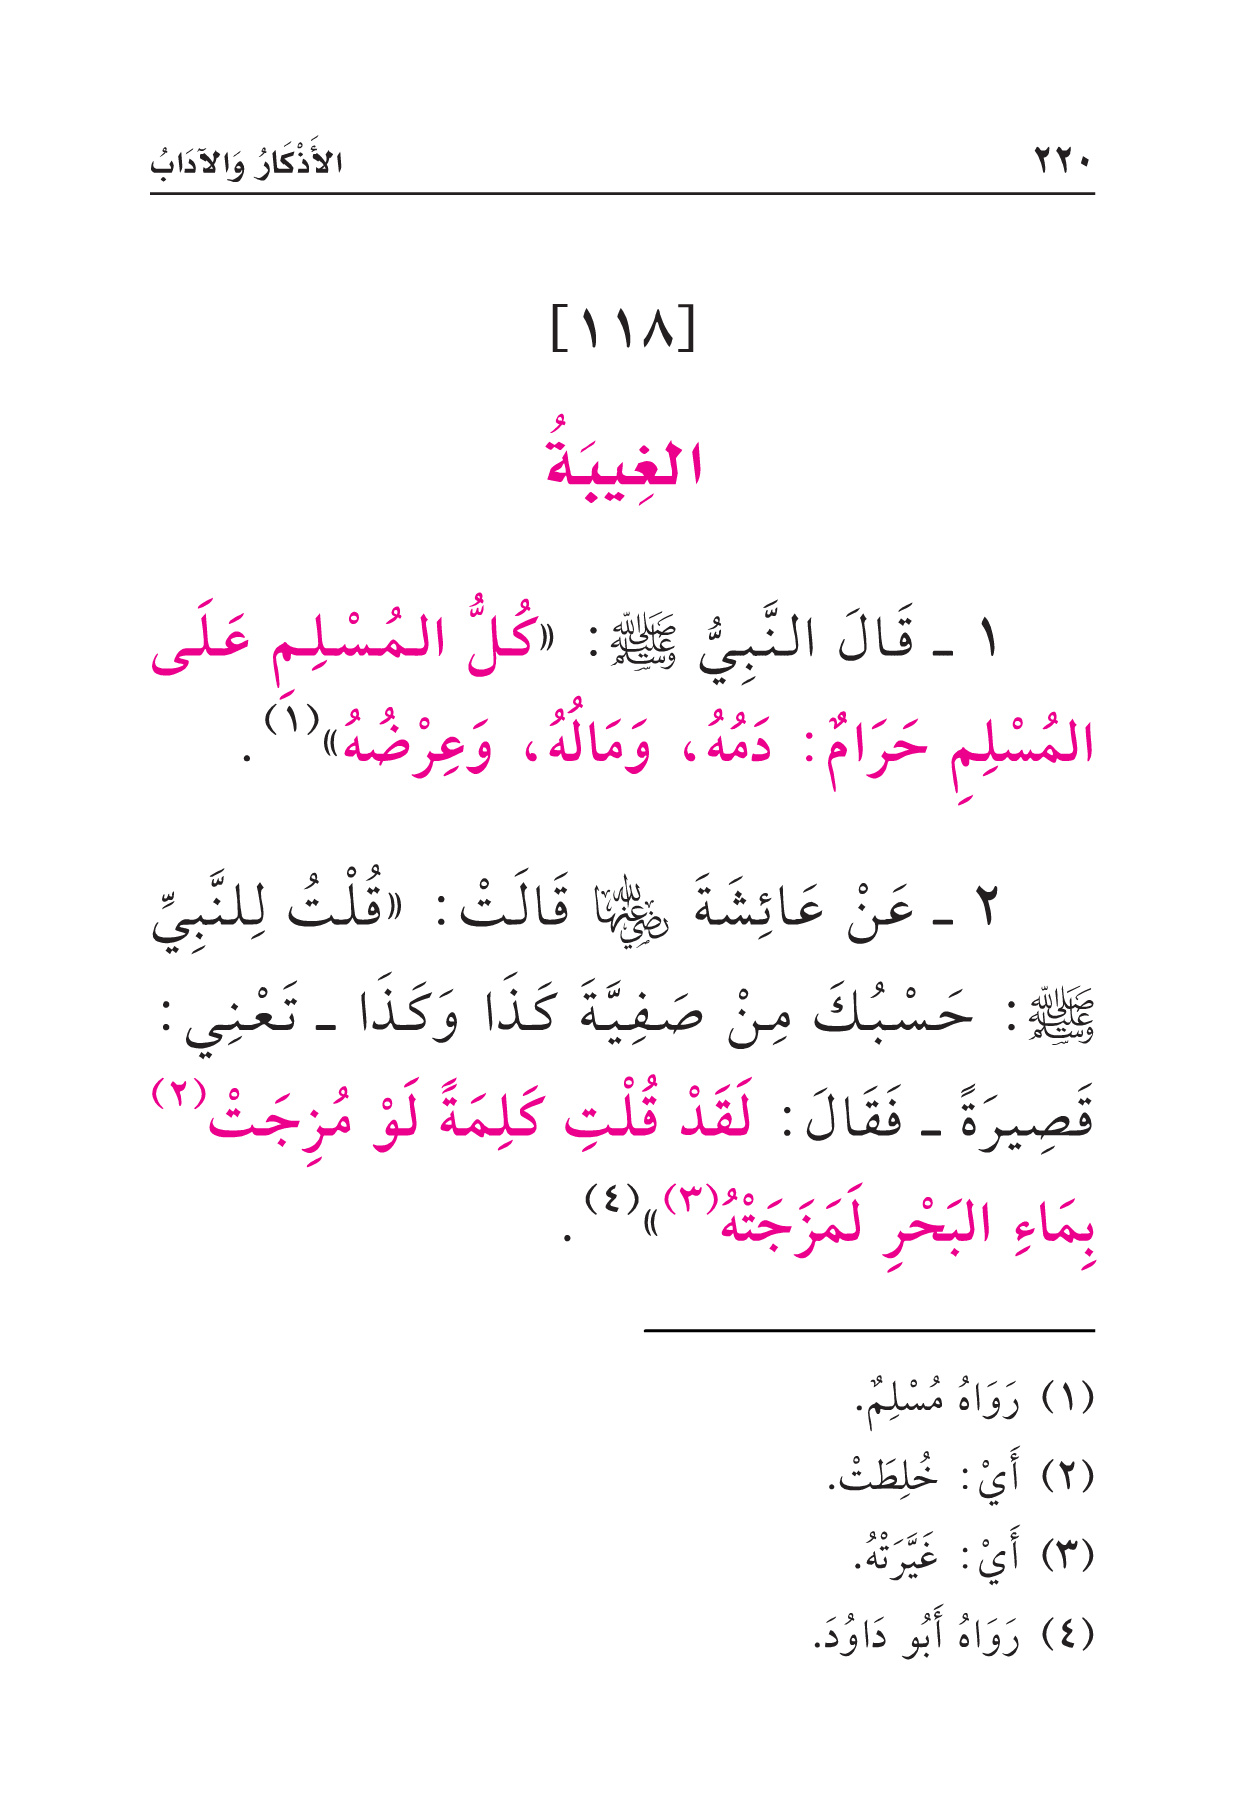 ٢٢٠ الأَذْكَارُ وَالآدَابُ
[١١٨]
الغِيبَةُ
١ ـ قَالَ النَّبِيُّ ﷺ: «كُلُّ المُسْلِمِ عَلَى
المُسْلِمِ حَرَامٌ: دَمُهُ، وَمَالُهُ، وَعِرْضُهُ»(١).
٢ ـ عَنْ عَائِشَةَ رضي الله عنها قَالَتْ: «قُلْتُ لِلنَّبِيِّ
ﷺ: حَسْبُكَ مِنْ صَفِيَّةَ كَذَا وَكَذَا ـ تَعْنِي:
قَصِيرَةً ـ فَقَالَ: لَقَدْ قُلْتِ كَلِمَةً لَوْ مُزِجَتْ(٢)
بِمَاءِ البَحْرِ لَمَزَجَتْهُ(٣)»(٤).
(١) رَوَاهُ مُسْلِمٌ.
(٢) أَيْ: خُلِطَتْ.
(٣) أَيْ: غَيَّرَتْهُ.
(٤) رَوَاهُ أَبُو دَاوُدَ.